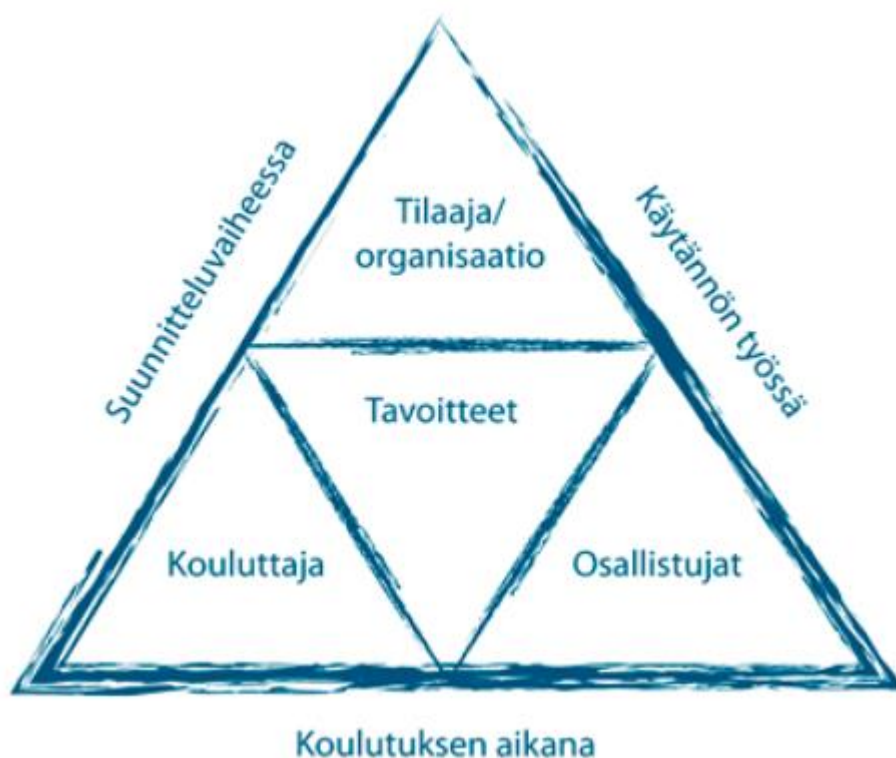 Suunnitteluvaiheessa
Käytännön työssä
Tilaaja/
organisaatio
Tavoitteet
Kouluttaja
Osallistujat
Koulutuksen aikana